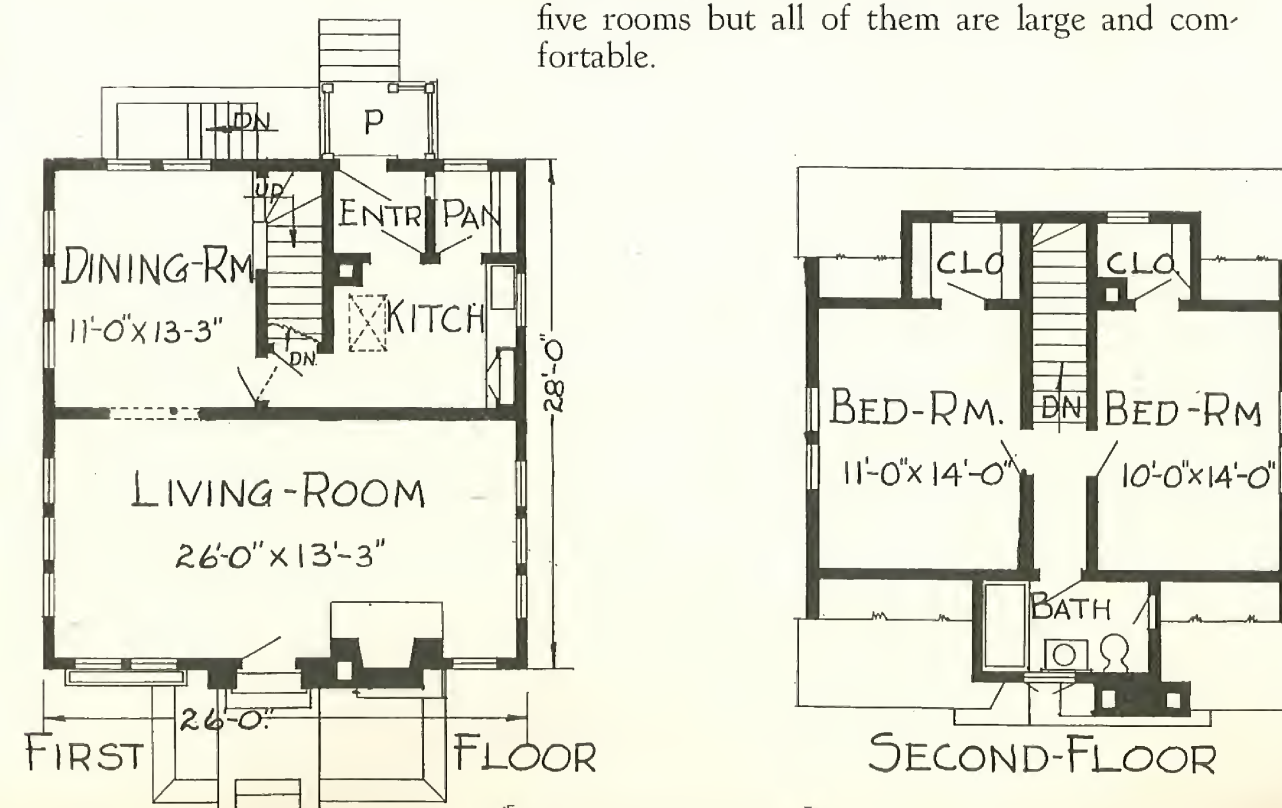 five rooms but all of them are large and com-
fortable.
DN
P
UP
ENTR
PAN
DINING-RM
11'-0"X13-3"
KITCH
DN
28'-0"
LIVING-ROOM
26'-0"X13'-3"
26'-0"
FIRST FLOOR
CLO
CLO
BED-RM.
11'-0"X14'-0"
DN
BED-RM
10'-0"X14'-0"
BATH
SECOND-FLOOR